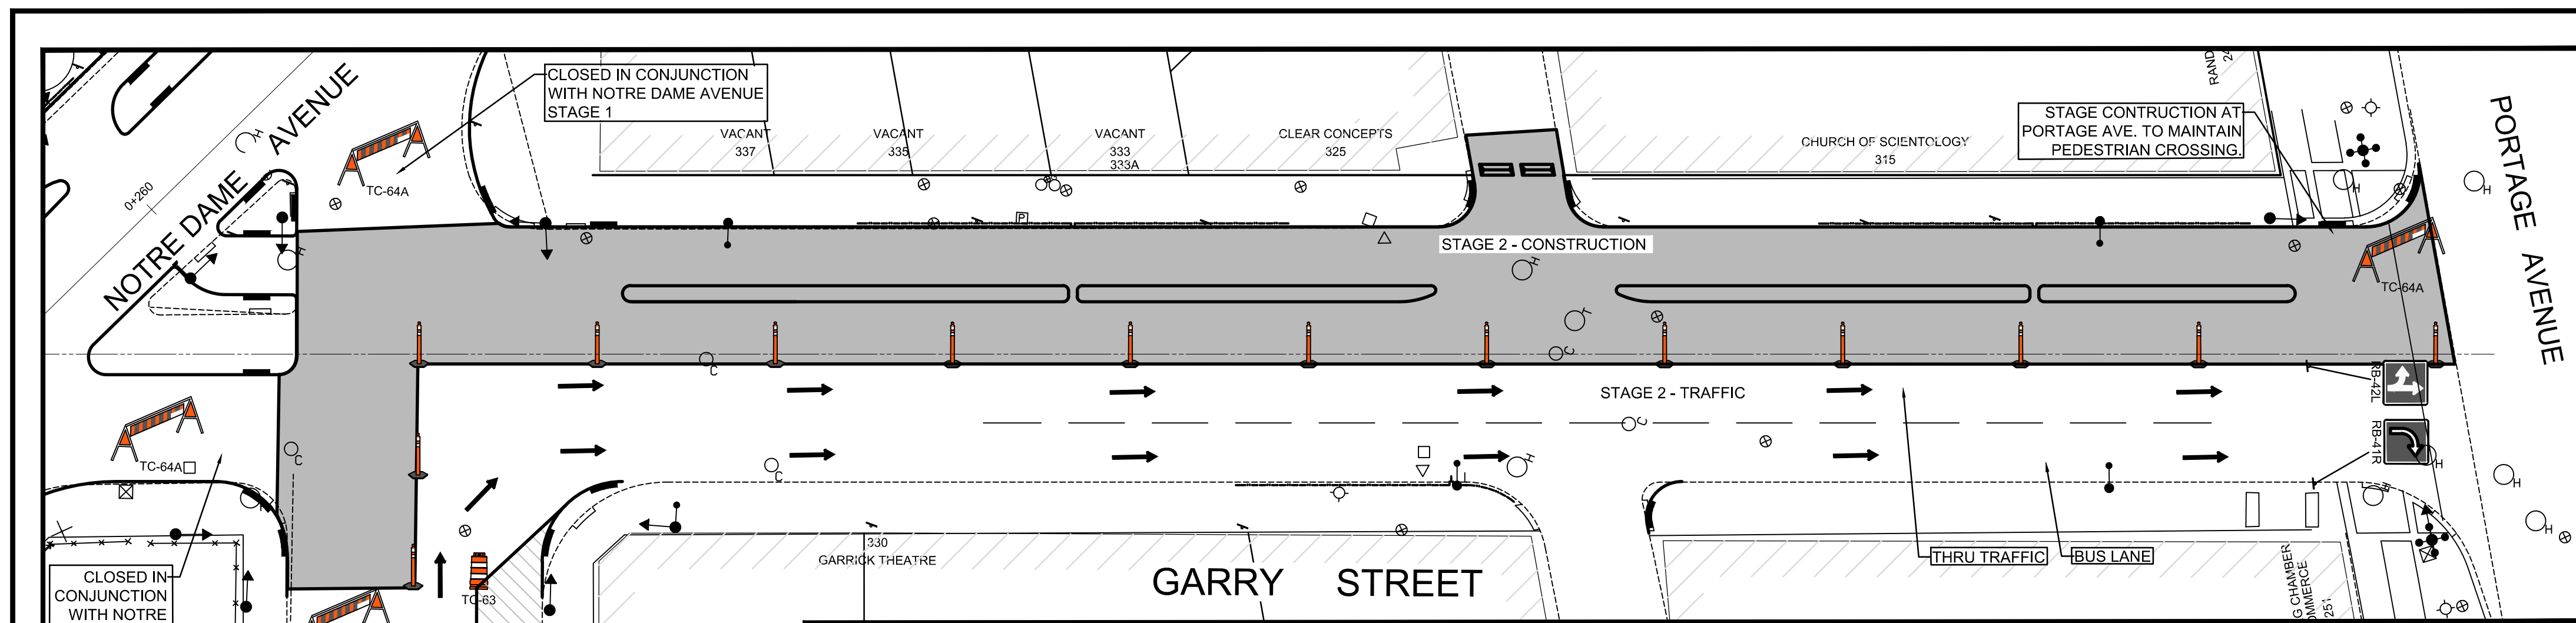 CLOSED IN CONJUNCTION
WITH NOTRE DAME AVENUE
STAGE 1
NOTRE DAME AVENUE
0+260
TC-64A
VACANT
337
VACANT
335
VACANT
333
333A
CLEAR CONCEPTS
325
CHURCH OF SCIENTOLOGY
315
RAND
STAGE CONTRUCTION AT
PORTAGE AVE. TO MAINTAIN
PEDESTRIAN CROSSING.
PORTAGE AVENUE
H
H
H
H
P
STAGE 2 - CONSTRUCTION
H
TC-64A
C
C
STAGE 2 - TRAFFIC
RB-42L
RB-41R
C
C
C
H
H
H
H
TC-64A
TC-63
330
GARRICK THEATRE
GARRY STREET
THRU TRAFFIC
BUS LANE
G CHAMBER
OMMERCE
251
CLOSED IN
CONJUNCTION
WITH NOTRE